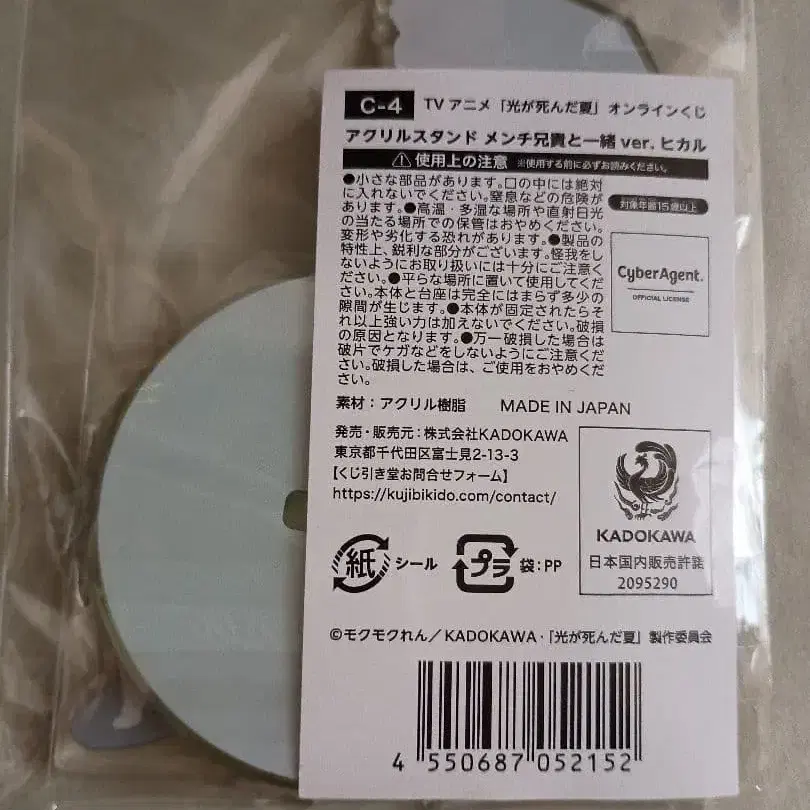 C-4 TV アニメ「光が死んだ夏」オンラインくじ
アクリルスタンド メンチ兄貴と一緒 ver. ヒカル
⚠使用上の注意 ※使用する前に必ずお読みください。
●小さな部品があります。口の中には絶対
に入れないでください。窒息などの危険が
あります。●高温・多湿な場所や直射日光
の当たる場所での保管はおやめください。
変形や劣化する恐れがあります。●製品の
特性上、鋭利な部分がございます。怪我をし
ないようにお取り扱いには十分にご注意く
ださい。●平らな場所に置いて使用してくだ
さい。本体と台座は完全にはまらず多少の
隙間が生じます。●本体が固定されたらそ
れ以上強い力は加えないでください。破損
の原因となります。●万一破損した場合は
破片でケガなどをしないようにご注意くだ
さい。破損した場合は、ご使用をおやめくだ
さい。
対象年齢15歳以上
CyberAgent.
OFFICIAL LICENSE
素材：アクリル樹脂 MADE IN JAPAN
発売・販売元：株式会社KADOKAWA
東京都千代田区富士見2-13-3
【くじ引き堂お問合せフォーム】
https://kujibikido.com/contact/
KADOKAWA
日本国内販売許諾
2095290
紙 シール プラ 袋：PP
©モクモクれん／KADOKAWA・「光が死んだ夏」製作委員会
4 550687 052152